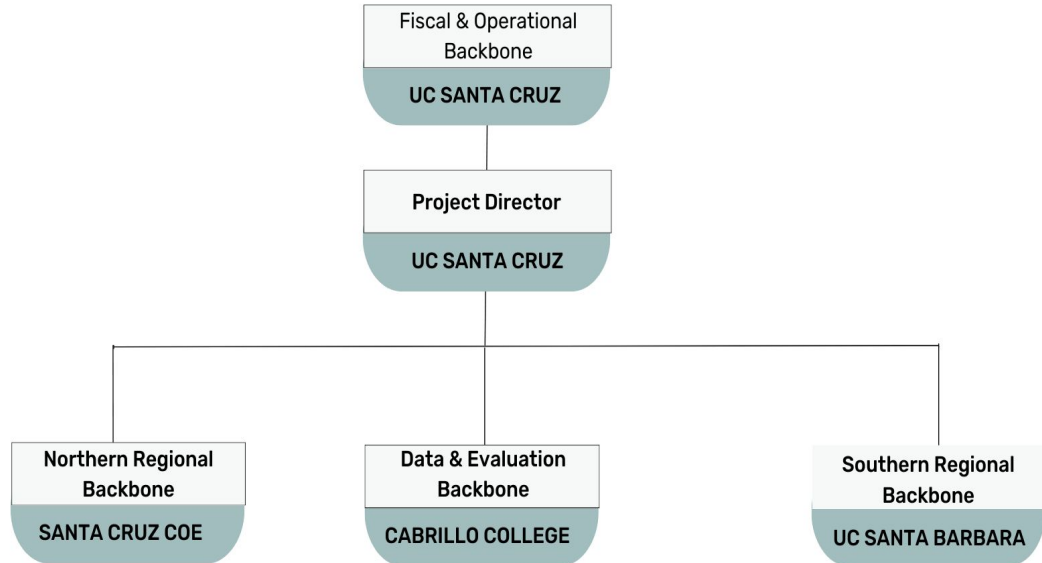 Fiscal & Operational
Backbone
UC SANTA CRUZ
Project Director
UC SANTA CRUZ
Northern Regional
Backbone
SANTA CRUZ COE
Data & Evaluation
Backbone
CABRILLO COLLEGE
Southern Regional
Backbone
UC SANTA BARBARA